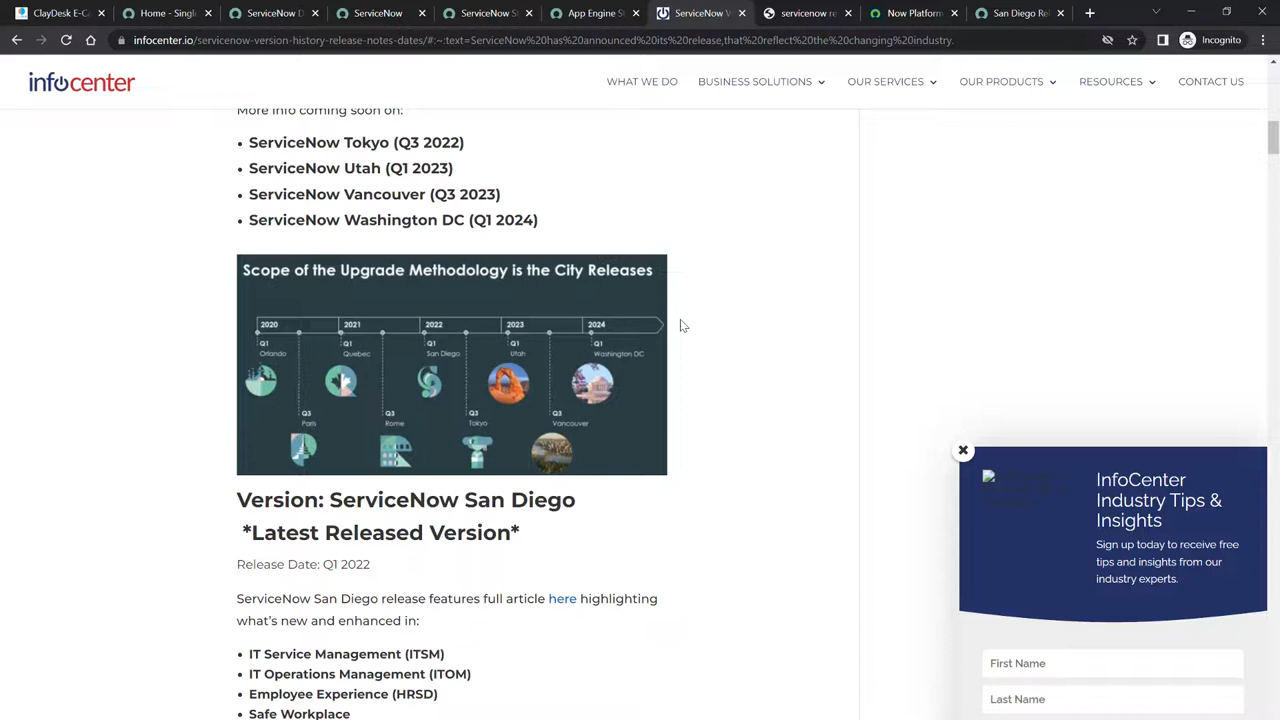 ClayDesk E-Ca
Home - Single
ServiceNow D
ServiceNow
ServiceNow S
App Engine S
ServiceNow V
servicenow re
Now Platform
San Diego Rel
infocenter.io/servicenow-version-history-release-notes-dates/#:~:text=ServiceNow%20has%20announced%20its%20release,that%20reflect%20the%20changing%20industry.
Incognito
infocenter
WHAT WE DO
BUSINESS SOLUTIONS
OUR SERVICES
OUR PRODUCTS
RESOURCES
CONTACT US
More info coming soon on:
• ServiceNow Tokyo (Q3 2022)
• ServiceNow Utah (Q1 2023)
• ServiceNow Vancouver (Q3 2023)
• ServiceNow Washington DC (Q1 2024)
Scope of the Upgrade Methodology is the City Releases
2020 2021 2022 2023 2024
Q1 Q1 Q1 Q1 Q1
Orlando Quebec San Diego Utah Washington DC
Q3 Q3 Q3 Q3
Paris Rome Tokyo Vancouver
Version: ServiceNow San Diego
*Latest Released Version*
Release Date: Q1 2022
ServiceNow San Diego release features full article here highlighting
what's new and enhanced in:
• IT Service Management (ITSM)
• IT Operations Management (ITOM)
• Employee Experience (HRSD)
• Safe Workplace
InfoCenter
Industry Tips &
Insights
Sign up today to receive free
tips and insights from our
industry experts.
First Name
Last Name